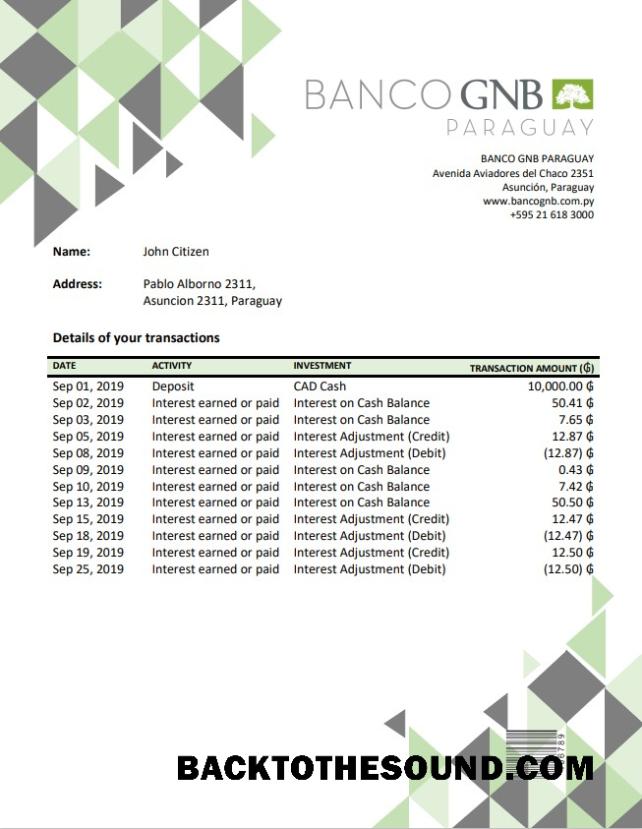 BANCO GNB
PARAGUAY
BANCO GNB PARAGUAY
Avenida Aviadores del Chaco 2351
Asunción, Paraguay
www.bancognb.com.py
+595 21 618 3000
Name: John Citizen
Address: Pablo Alborno 2311,
Asuncion 2311, Paraguay
Details of your transactions
DATE ACTIVITY INVESTMENT TRANSACTION AMOUNT (₲)
Sep 01, 2019 Deposit CAD Cash 10,000.00 ₲
Sep 02, 2019 Interest earned or paid Interest on Cash Balance 50.41 ₲
Sep 03, 2019 Interest earned or paid Interest on Cash Balance 7.65 ₲
Sep 05, 2019 Interest earned or paid Interest Adjustment (Credit) 12.87 ₲
Sep 08, 2019 Interest earned or paid Interest Adjustment (Debit) (12.87) ₲
Sep 09, 2019 Interest earned or paid Interest on Cash Balance 0.43 ₲
Sep 10, 2019 Interest earned or paid Interest on Cash Balance 7.42 ₲
Sep 13, 2019 Interest earned or paid Interest on Cash Balance 50.50 ₲
Sep 15, 2019 Interest earned or paid Interest Adjustment (Credit) 12.47 ₲
Sep 18, 2019 Interest earned or paid Interest Adjustment (Debit) (12.47) ₲
Sep 19, 2019 Interest earned or paid Interest Adjustment (Credit) 12.50 ₲
Sep 25, 2019 Interest earned or paid Interest Adjustment (Debit) (12.50) ₲
BACKTOTHESOUND.COM